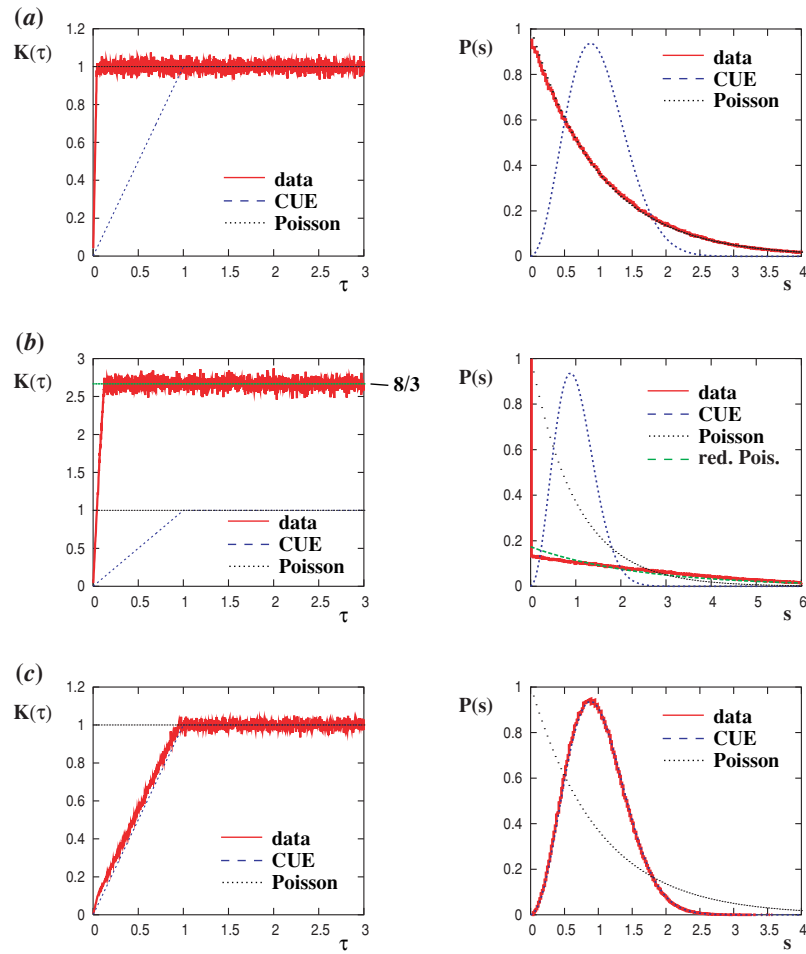 (a)
K(τ)
1.2
1
0.8
0.6
0.4
0.2
0
data
CUE
Poisson
0 0.5 1 1.5 2 2.5 3
τ
P(s)
1
0.8
0.6
0.4
0.2
0
data
CUE
Poisson
0 0.5 1 1.5 2 2.5 3 3.5 4
s
(b)
K(τ)
3
2.5
2
1.5
1
0.5
0
8/3
data
CUE
Poisson
0 0.5 1 1.5 2 2.5 3
τ
P(s)
1
0.8
0.6
0.4
0.2
0
data
CUE
Poisson
red. Pois.
0 1 2 3 4 5 6
s
(c)
K(τ)
1.2
1
0.8
0.6
0.4
0.2
0
data
CUE
Poisson
0 0.5 1 1.5 2 2.5 3
τ
P(s)
1
0.8
0.6
0.4
0.2
0
data
CUE
Poisson
0 0.5 1 1.5 2 2.5 3 3.5 4
s